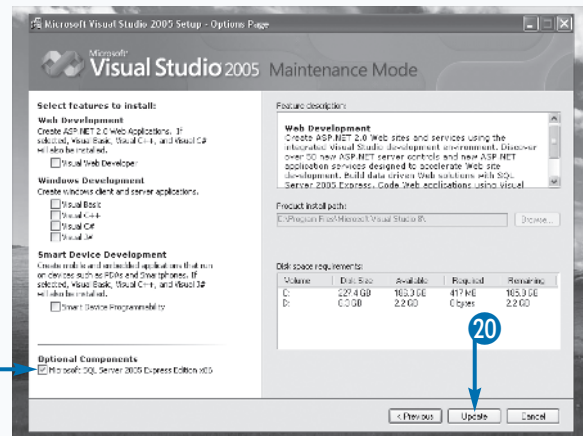 Microsoft Visual Studio 2005 Setup - Options Page
Microsoft
Visual Studio 2005 Maintenance Mode
Select features to install:
Web Development
Create ASP.NET 2.0 Web Applications. If
selected, Visual Basic, Visual C++, and Visual C#
will also be installed.
Visual Web Developer
Windows Development
Create windows client and server applications.
Visual Basic
Visual C++
Visual C#
Visual J#
Smart Device Development
Create mobile and embedded applications that run
on devices such as PDAs and Smartphones. If
selected, Visual Basic, Visual C++, and Visual J#
will also be installed.
Smart Device Programmability
Optional Components
Microsoft SQL Server 2005 Express Edition x86
Feature description:
Web Development
Create ASP.NET 2.0 Web sites and services using the
integrated Visual Studio development environment. Discover
over 50 new ASP.NET server controls and new ASP.NET
application services designed to accelerate Web site
development. Build data driven Web solutions with SQL
Server 2005 Express. Code Web applications using Visual
Product install path:
C:\Program Files\Microsoft Visual Studio 8\
Browse...
Disk space requirements:
Volume Disk Size Available Required Remaining
C: 227.4 GB 417 MB
D: 2.2 GB 0 bytes 2.2 GB
20
< Previous Update Cancel